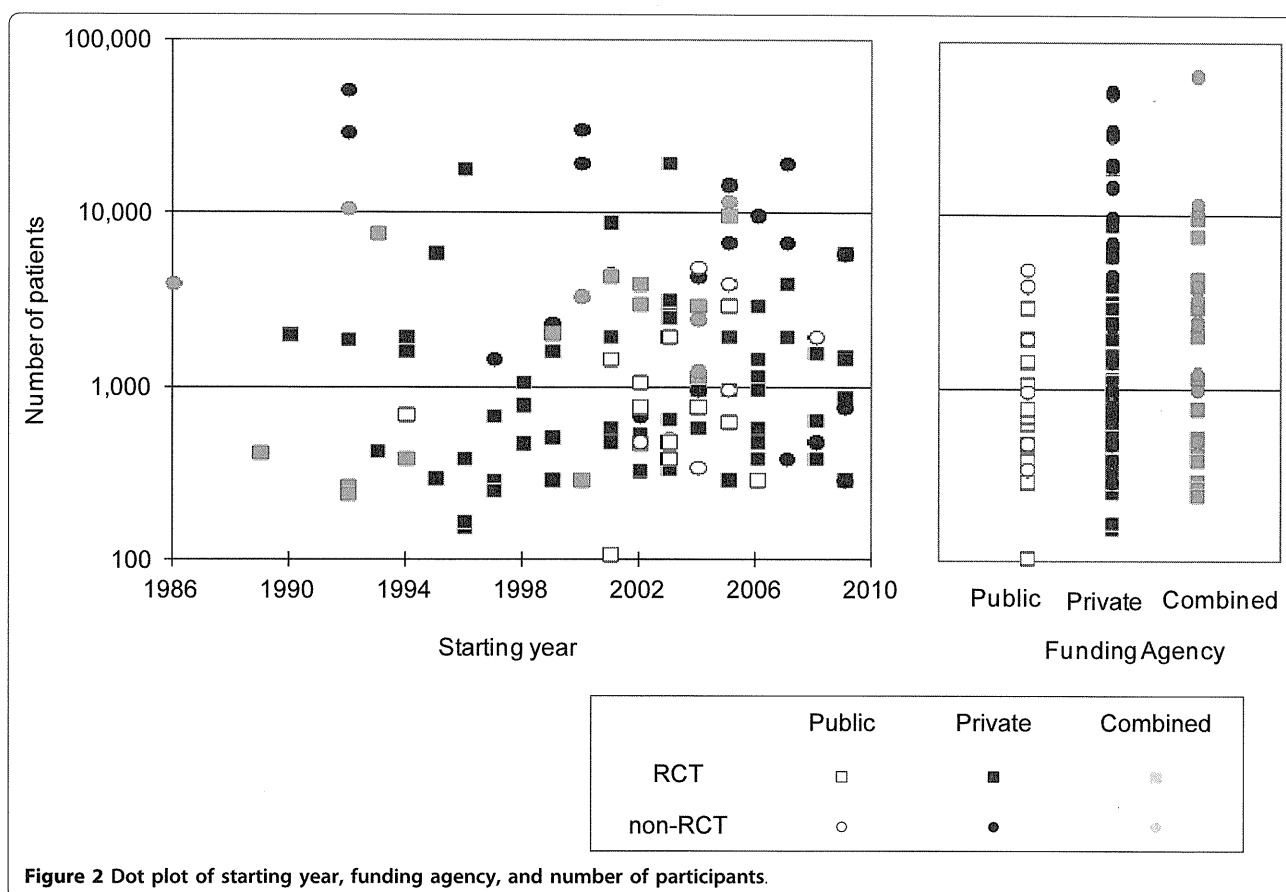 100,000
10,000
1,000
100
Number of patients
1986 1990 1994 1998 2002 2006 2010
Starting year
Public Private Combined
Funding Agency
Public Private Combined
RCT
non-RCT
Figure 2 Dot plot of starting year, funding agency, and number of participants.